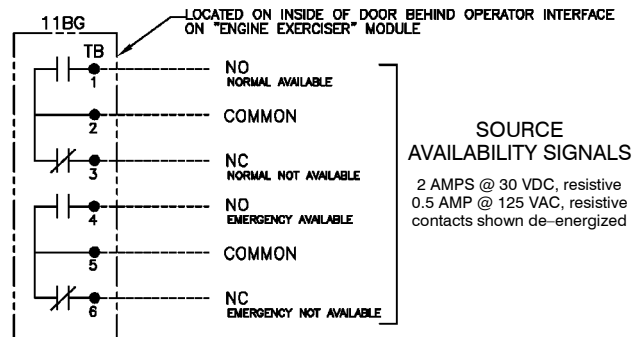 LOCATED ON INSIDE OF DOOR BEHIND OPERATOR INTERFACE
ON "ENGINE EXERCISER" MODULE
11BG
TB
1
NO
NORMAL AVAILABLE
2
COMMON
3
NC
NORMAL NOT AVAILABLE
4
NO
EMERGENCY AVAILABLE
5
COMMON
6
NC
EMERGENCY NOT AVAILABLE
SOURCE
AVAILABILITY SIGNALS
2 AMPS @ 30 VDC, resistive
0.5 AMP @ 125 VAC, resistive
contacts shown de–energized